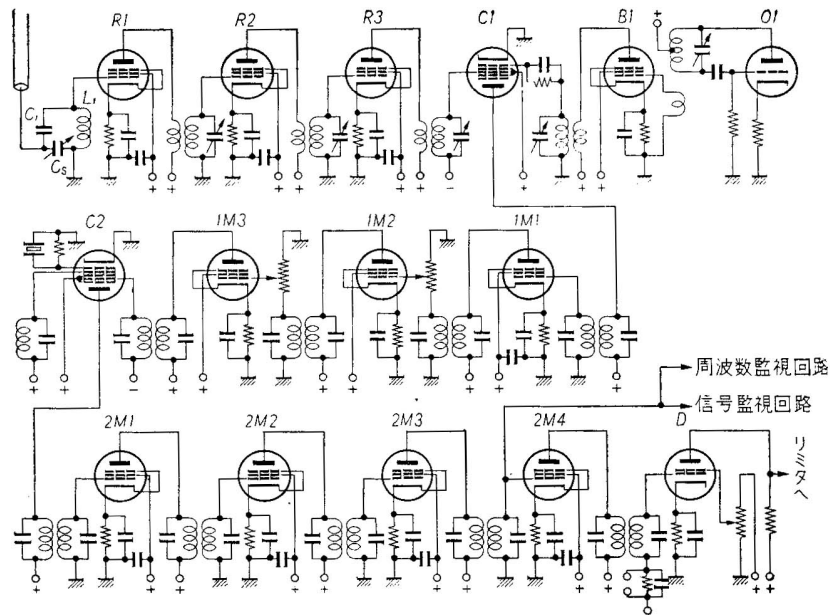 R1 R2 R3 C1 B1 O1
C₁ L₁
Cs
+ + + + + + − + + + +
C2 1M3 1M2 1M1
+ + − + + + + + + +
周波数監視回路
信号監視回路
2M1 2M2 2M3 2M4 D
リミタヘ
+ + + + + + + + + + +